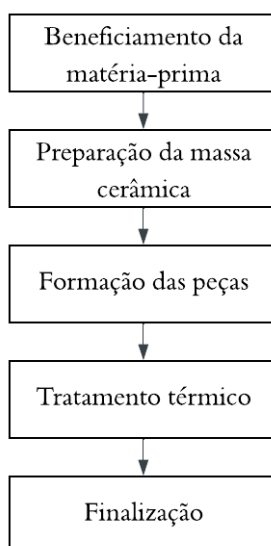 Beneficiamento da
matéria-prima
Preparação da massa
cerâmica
Formação das peças
Tratamento térmico
Finalização